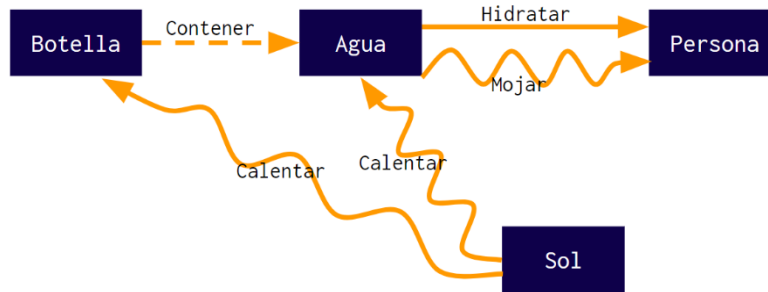 Hidratar
Contener
Botella
Agua
Persona
Mojar
Calentar
Calentar
Sol